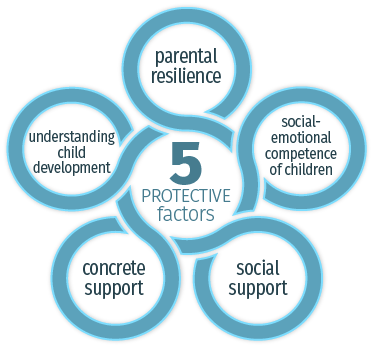 parental
resilience
social-
emotional
competence
of children
understanding
child
development
5
PROTECTIVE
factors
concrete
support
social
support